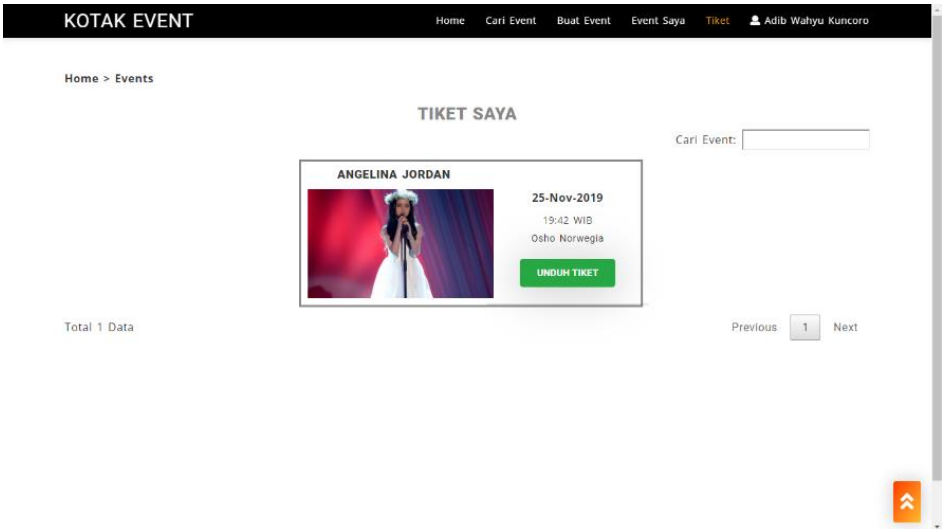 KOTAK EVENT Home Cari Event Buat Event Event Saya Tiket Adib Wahyu Kuncoro
Home > Events
TIKET SAYA
Cari Event:
ANGELINA JORDAN
25-Nov-2019
19:42 WIB
Osho Norwegia
UNDUH TIKET
Total 1 Data Previous 1 Next